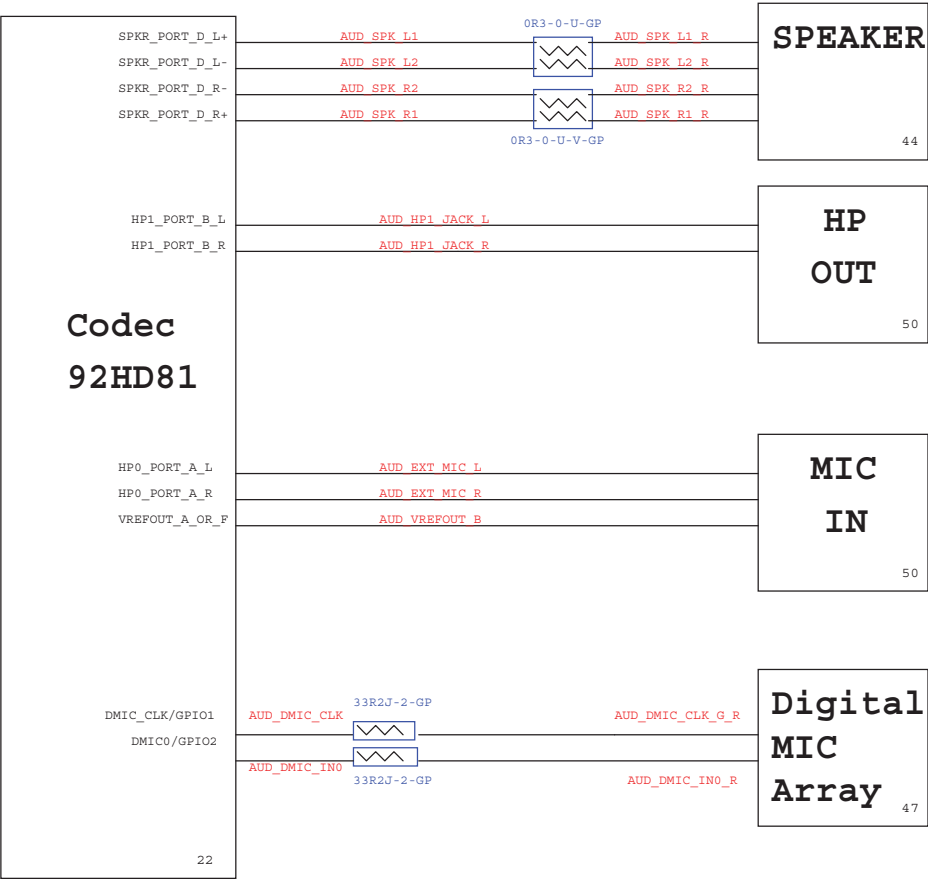 0R3-0-U-GP
SPKR_PORT_D_L+ AUD_SPK_L1 AUD_SPK_L1_R SPEAKER
SPKR_PORT_D_L- AUD_SPK_L2 AUD_SPK_L2_R
SPKR_PORT_D_R- AUD_SPK_R2 AUD_SPK_R2_R
SPKR_PORT_D_R+ AUD_SPK_R1 AUD_SPK_R1_R
0R3-0-U-V-GP 44
HP1_PORT_B_L AUD_HP1_JACK_L HP
HP1_PORT_B_R AUD_HP1_JACK_R
OUT
50
Codec
92HD81
HP0_PORT_A_L AUD_EXT_MIC_L MIC
HP0_PORT_A_R AUD_EXT_MIC_R
VREFOUT_A_OR_F AUD_VREFOUT_B IN
50
33R2J-2-GP
DMIC_CLK/GPIO1 AUD_DMIC_CLK AUD_DMIC_CLK_G_R Digital
DMIC0/GPIO2 MIC
AUD_DMIC_IN0 33R2J-2-GP AUD_DMIC_IN0_R Array
47
22